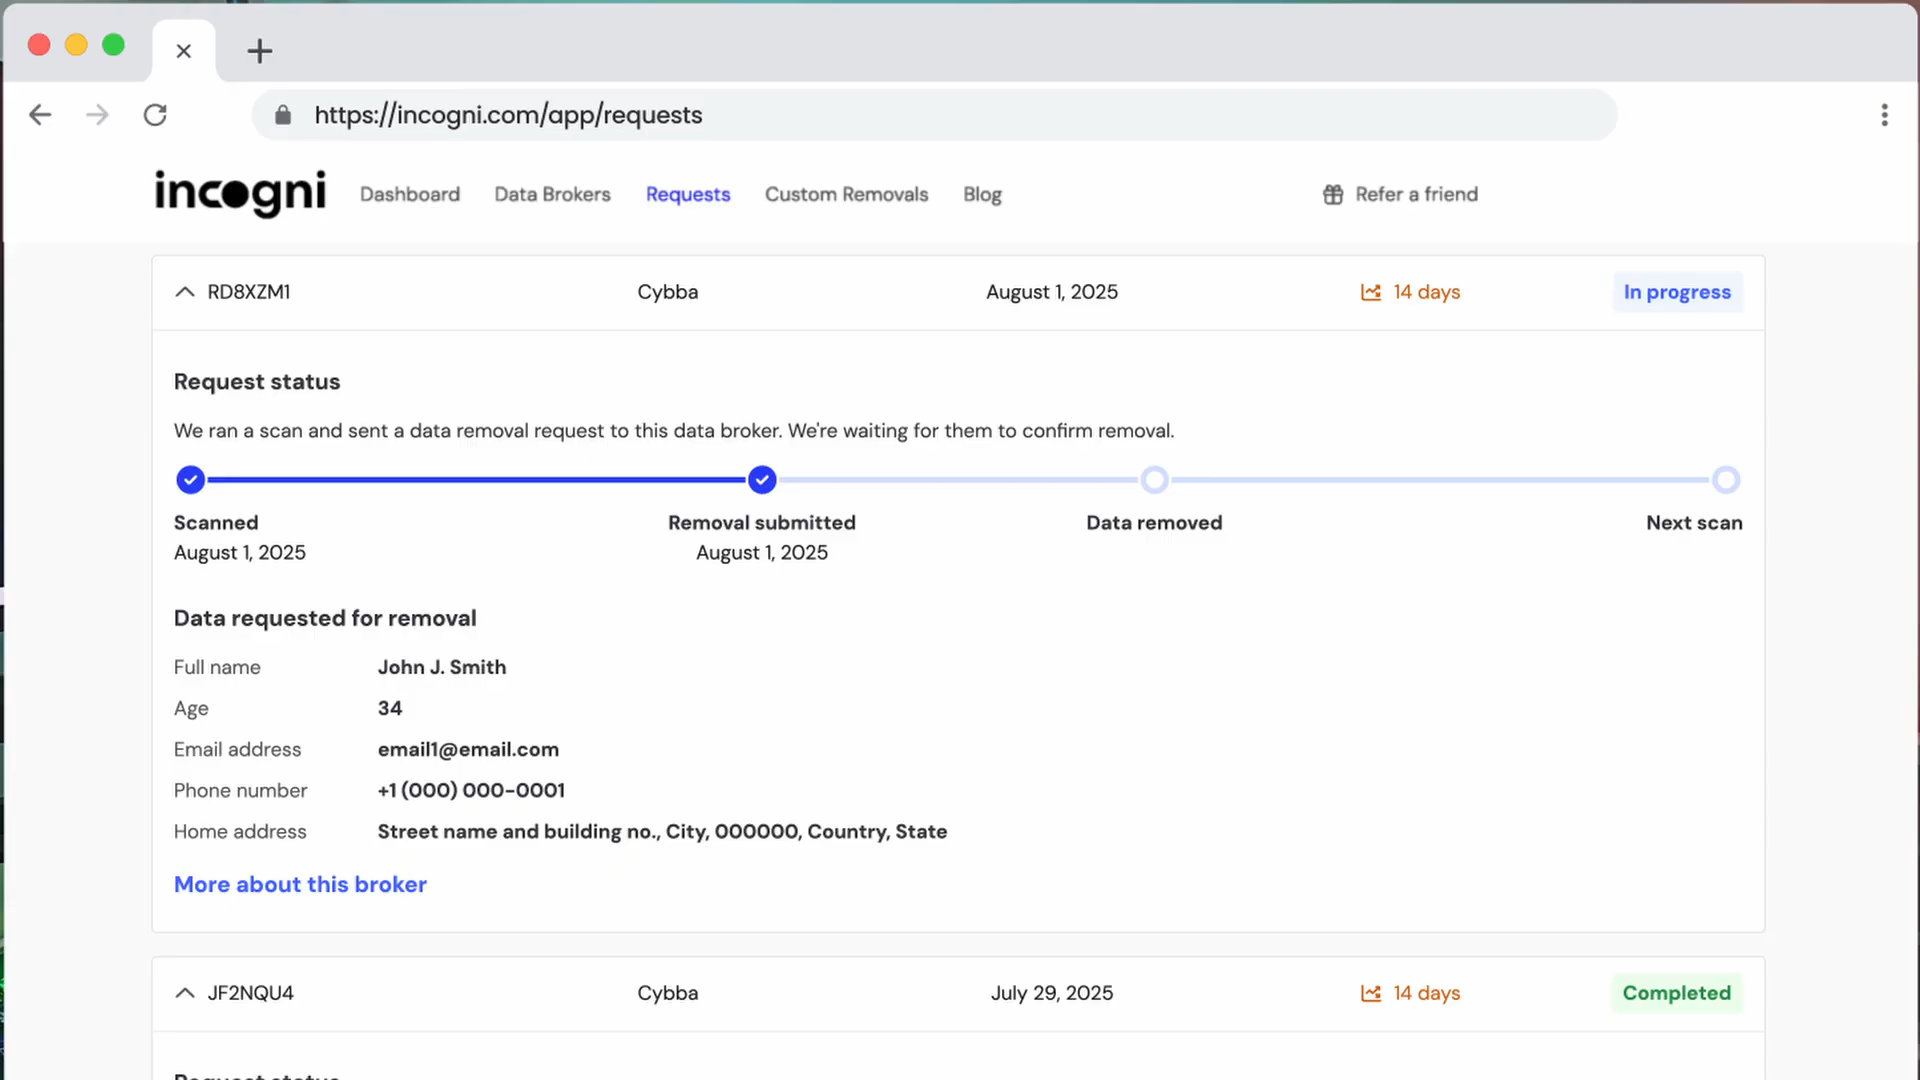 https://incogni.com/app/requests
incogni Dashboard Data Brokers Requests Custom Removals Blog Refer a friend
RD8XZM1 Cybba August 1, 2025 14 days In progress
Request status
We ran a scan and sent a data removal request to this data broker. We're waiting for them to confirm removal.
Scanned Removal submitted Data removed Next scan
August 1, 2025 August 1, 2025
Data requested for removal
Full name John J. Smith
Age 34
Email address email1@email.com
Phone number +1 (000) 000-0001
Home address Street name and building no., City, 000000, Country, State
More about this broker
JF2NQU4 Cybba July 29, 2025 14 days Completed
Request status